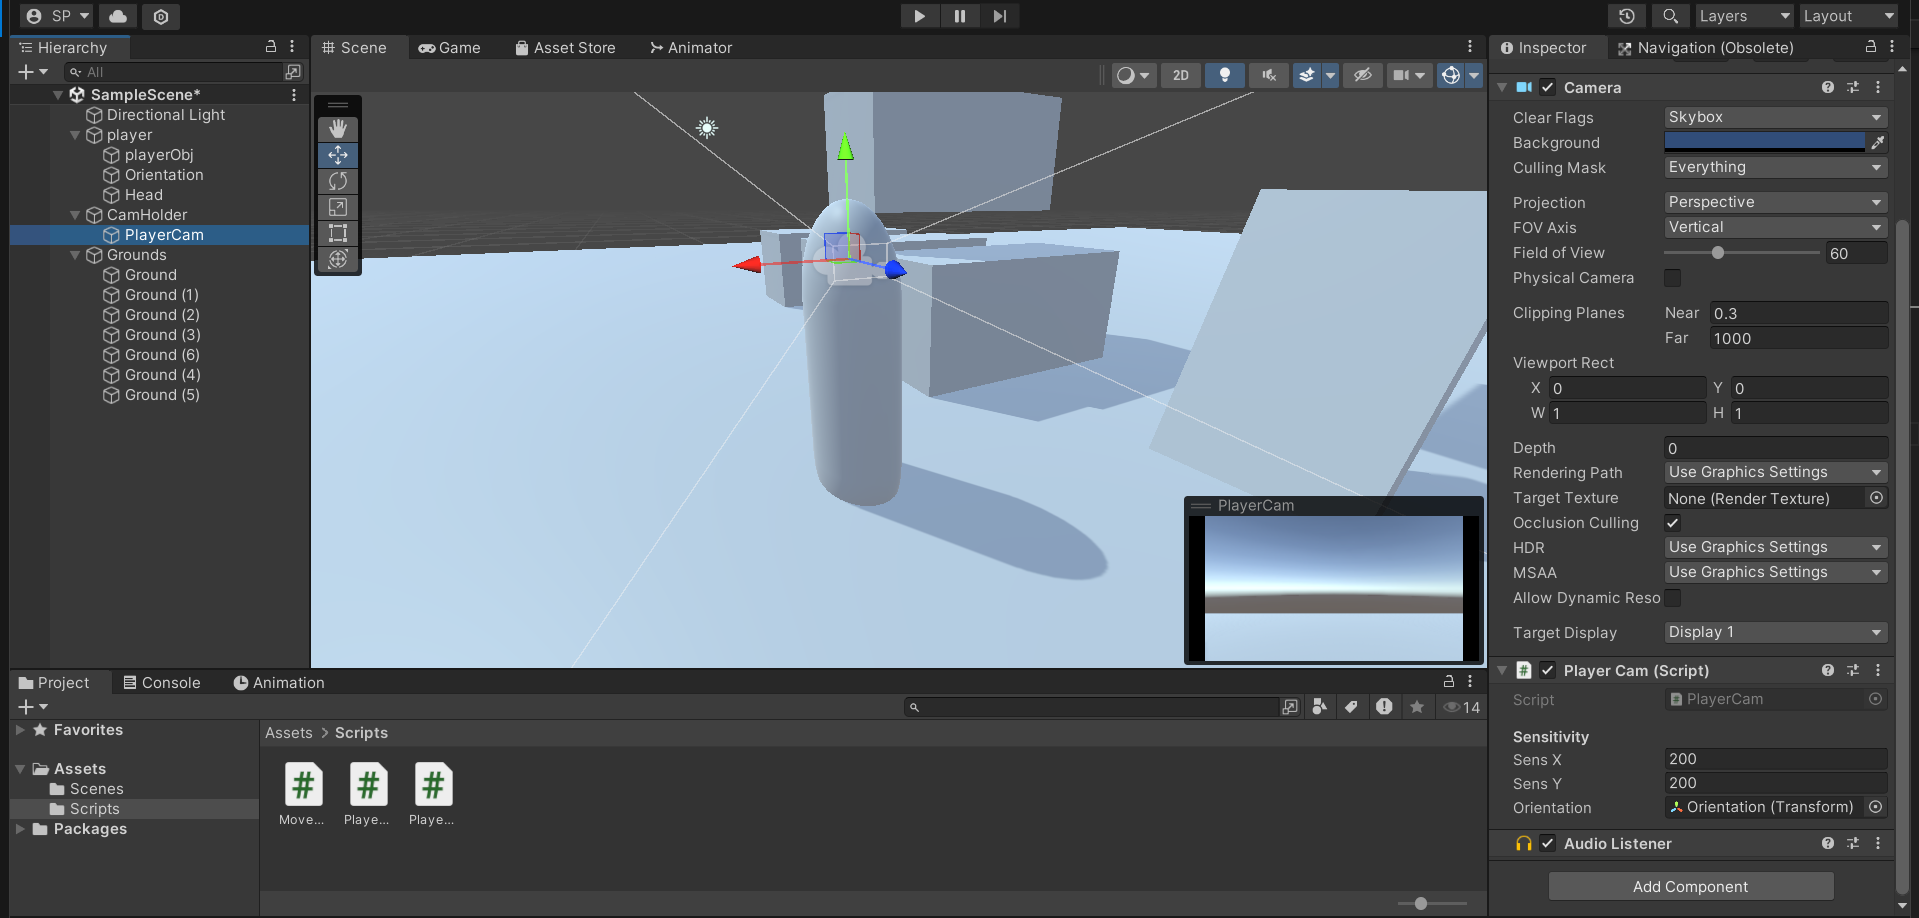 SP
Layers
Layout
Hierarchy
All
SampleScene*
Directional Light
player
playerObj
Orientation
Head
CamHolder
PlayerCam
Grounds
Ground
Ground (1)
Ground (2)
Ground (3)
Ground (6)
Ground (4)
Ground (5)
Scene
Game
Asset Store
Animator
2D
PlayerCam
Inspector
Navigation (Obsolete)
Camera
Clear Flags Skybox
Background
Culling Mask Everything
Projection Perspective
FOV Axis Vertical
Field of View 60
Physical Camera
Clipping Planes Near 0.3
Far 1000
Viewport Rect
X 0 Y 0
W 1 H 1
Depth 0
Rendering Path Use Graphics Settings
Target Texture None (Render Texture)
Occlusion Culling
HDR Use Graphics Settings
MSAA Use Graphics Settings
Allow Dynamic Reso
Target Display Display 1
# Player Cam (Script)
Script # PlayerCam
Sensitivity
Sens X 200
Sens Y 200
Orientation Orientation (Transform)
Audio Listener
Add Component
Project
Console
Animation
14
Favorites
Assets
Scenes
Scripts
Packages
Assets > Scripts
# # #
Move... Playe... Playe...